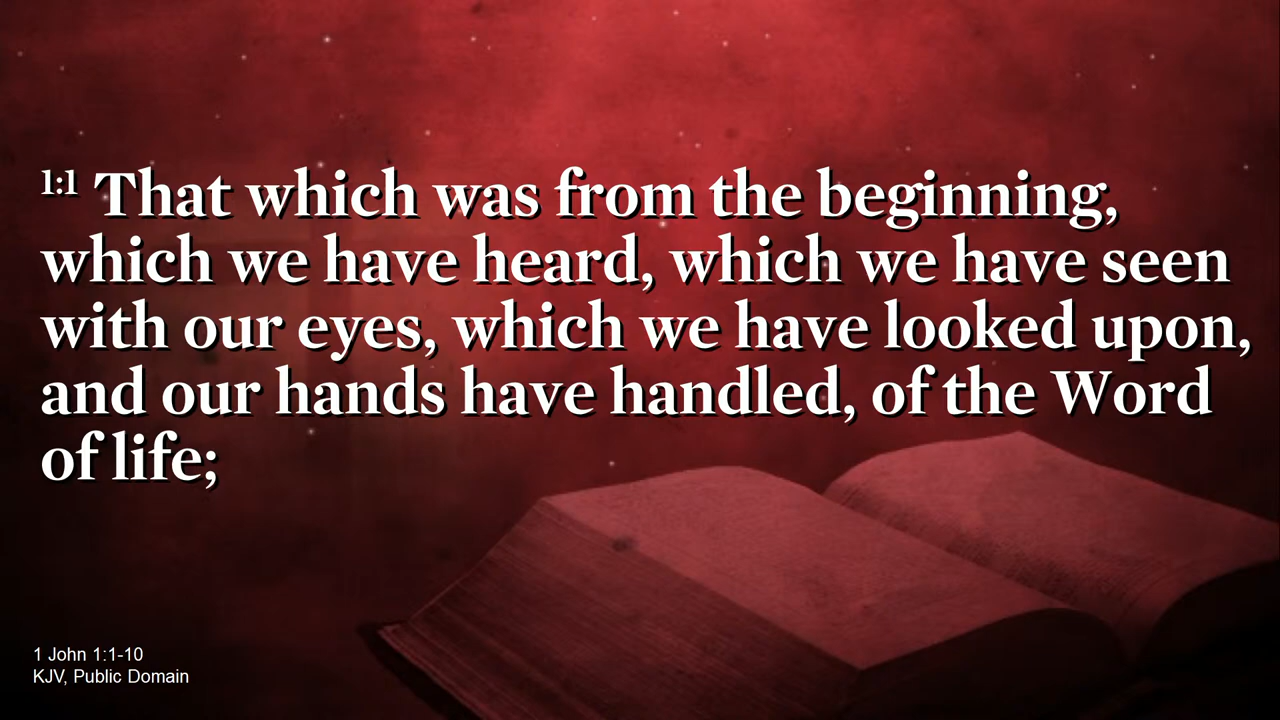 1:1 That which was from the beginning,
which we have heard, which we have seen
with our eyes, which we have looked upon,
and our hands have handled, of the Word
of life;
1 John 1:1-10
KJV, Public Domain